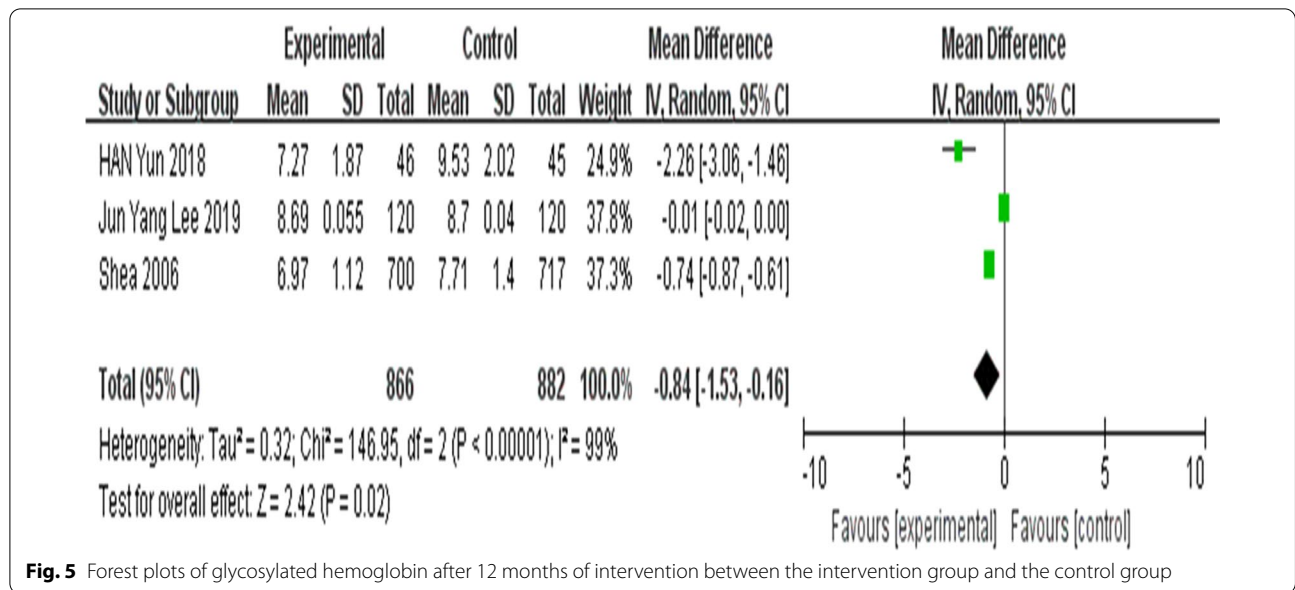 Experimental Control Mean Difference Mean Difference
Study or Subgroup Mean SD Total Mean SD Total Weight IV, Random, 95% CI IV, Random, 95% CI
HAN Yun 2018 7.27 1.87 46 9.53 2.02 45 24.9% -2.26 [-3.06, -1.46]
Jun Yang Lee 2019 8.69 0.055 120 8.7 0.04 120 37.8% -0.01 [-0.02, 0.00]
Shea 2006 6.97 1.12 700 7.71 1.4 717 37.3% -0.74 [-0.87, -0.61]
Total (95% CI) 866 882 100.0% -0.84 [-1.53, -0.16]
Heterogeneity: Tau² = 0.32; Chi² = 146.95, df = 2 (P < 0.00001); I² = 99%
Test for overall effect: Z = 2.42 (P = 0.02)
-10 -5 0 5 10
Favours [experimental] Favours [control]
Fig. 5 Forest plots of glycosylated hemoglobin after 12 months of intervention between the intervention group and the control group